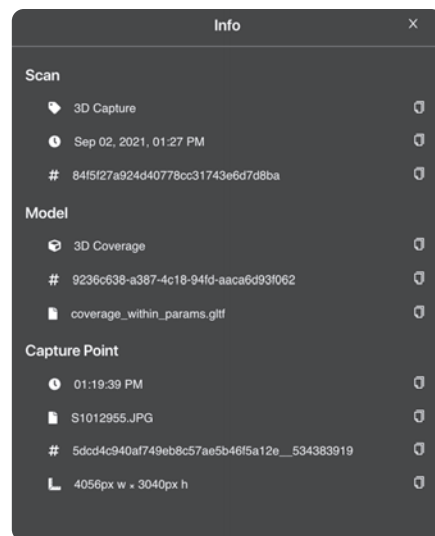 Info
Scan
3D Capture
Sep 02, 2021, 01:27 PM
# 84f5f27a924d40778cc31743e6d7d8ba
Model
3D Coverage
# 9236c638-a387-4c18-94fd-aaca6d93f062
coverage_within_params.gltf
Capture Point
01:19:39 PM
S1012955.JPG
# 5dcd4c940af749eb8c57ae5b46f5a12e__534383919
4056px w × 3040px h